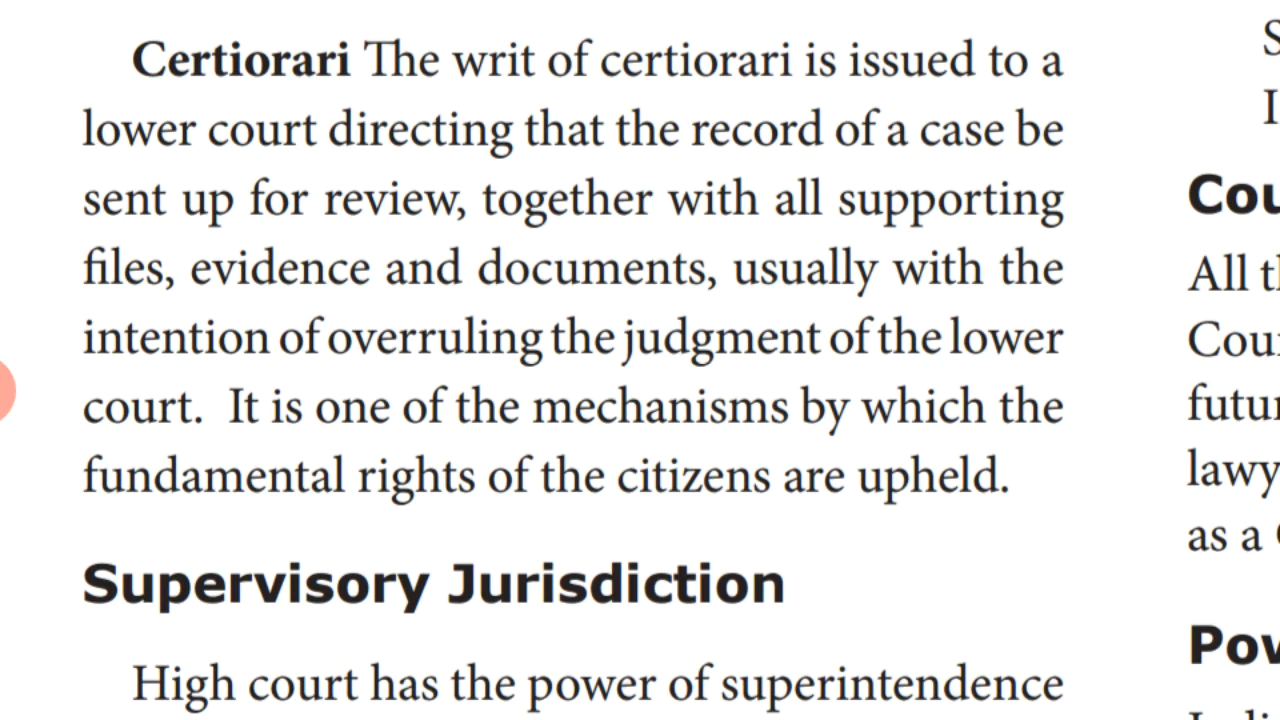 Certiorari The writ of certiorari is issued to a
lower court directing that the record of a case be
sent up for review, together with all supporting
files, evidence and documents, usually with the
intention of overruling the judgment of the lower
court. It is one of the mechanisms by which the
fundamental rights of the citizens are upheld.
Supervisory Jurisdiction
High court has the power of superintendence
All
as a